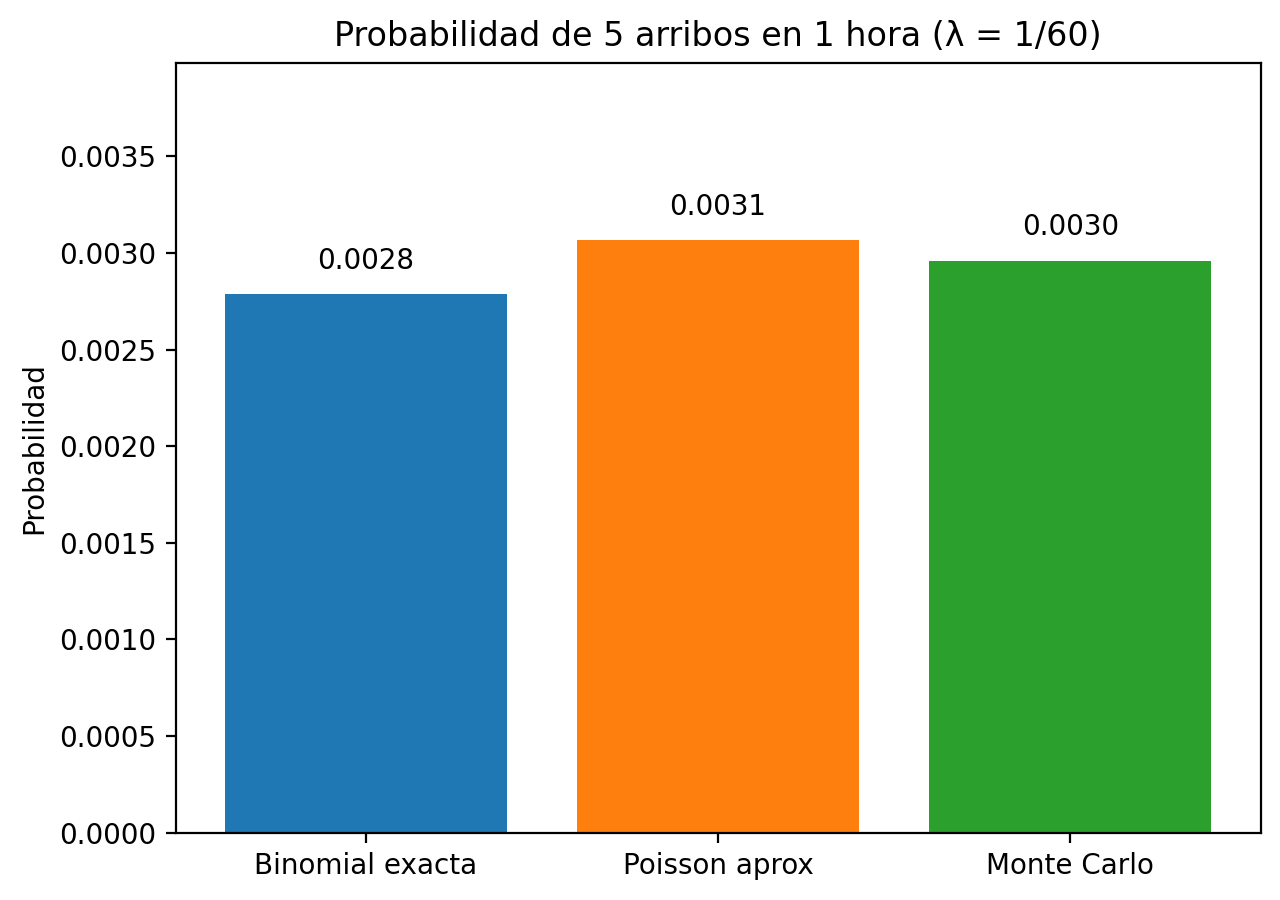 Probabilidad de 5 arribos en 1 hora (λ = 1/60)
Probabilidad
0.0035
0.0030
0.0025
0.0020
0.0015
0.0010
0.0005
0.0000
0.0028
0.0031
0.0030
Binomial exacta
Poisson aprox
Monte Carlo